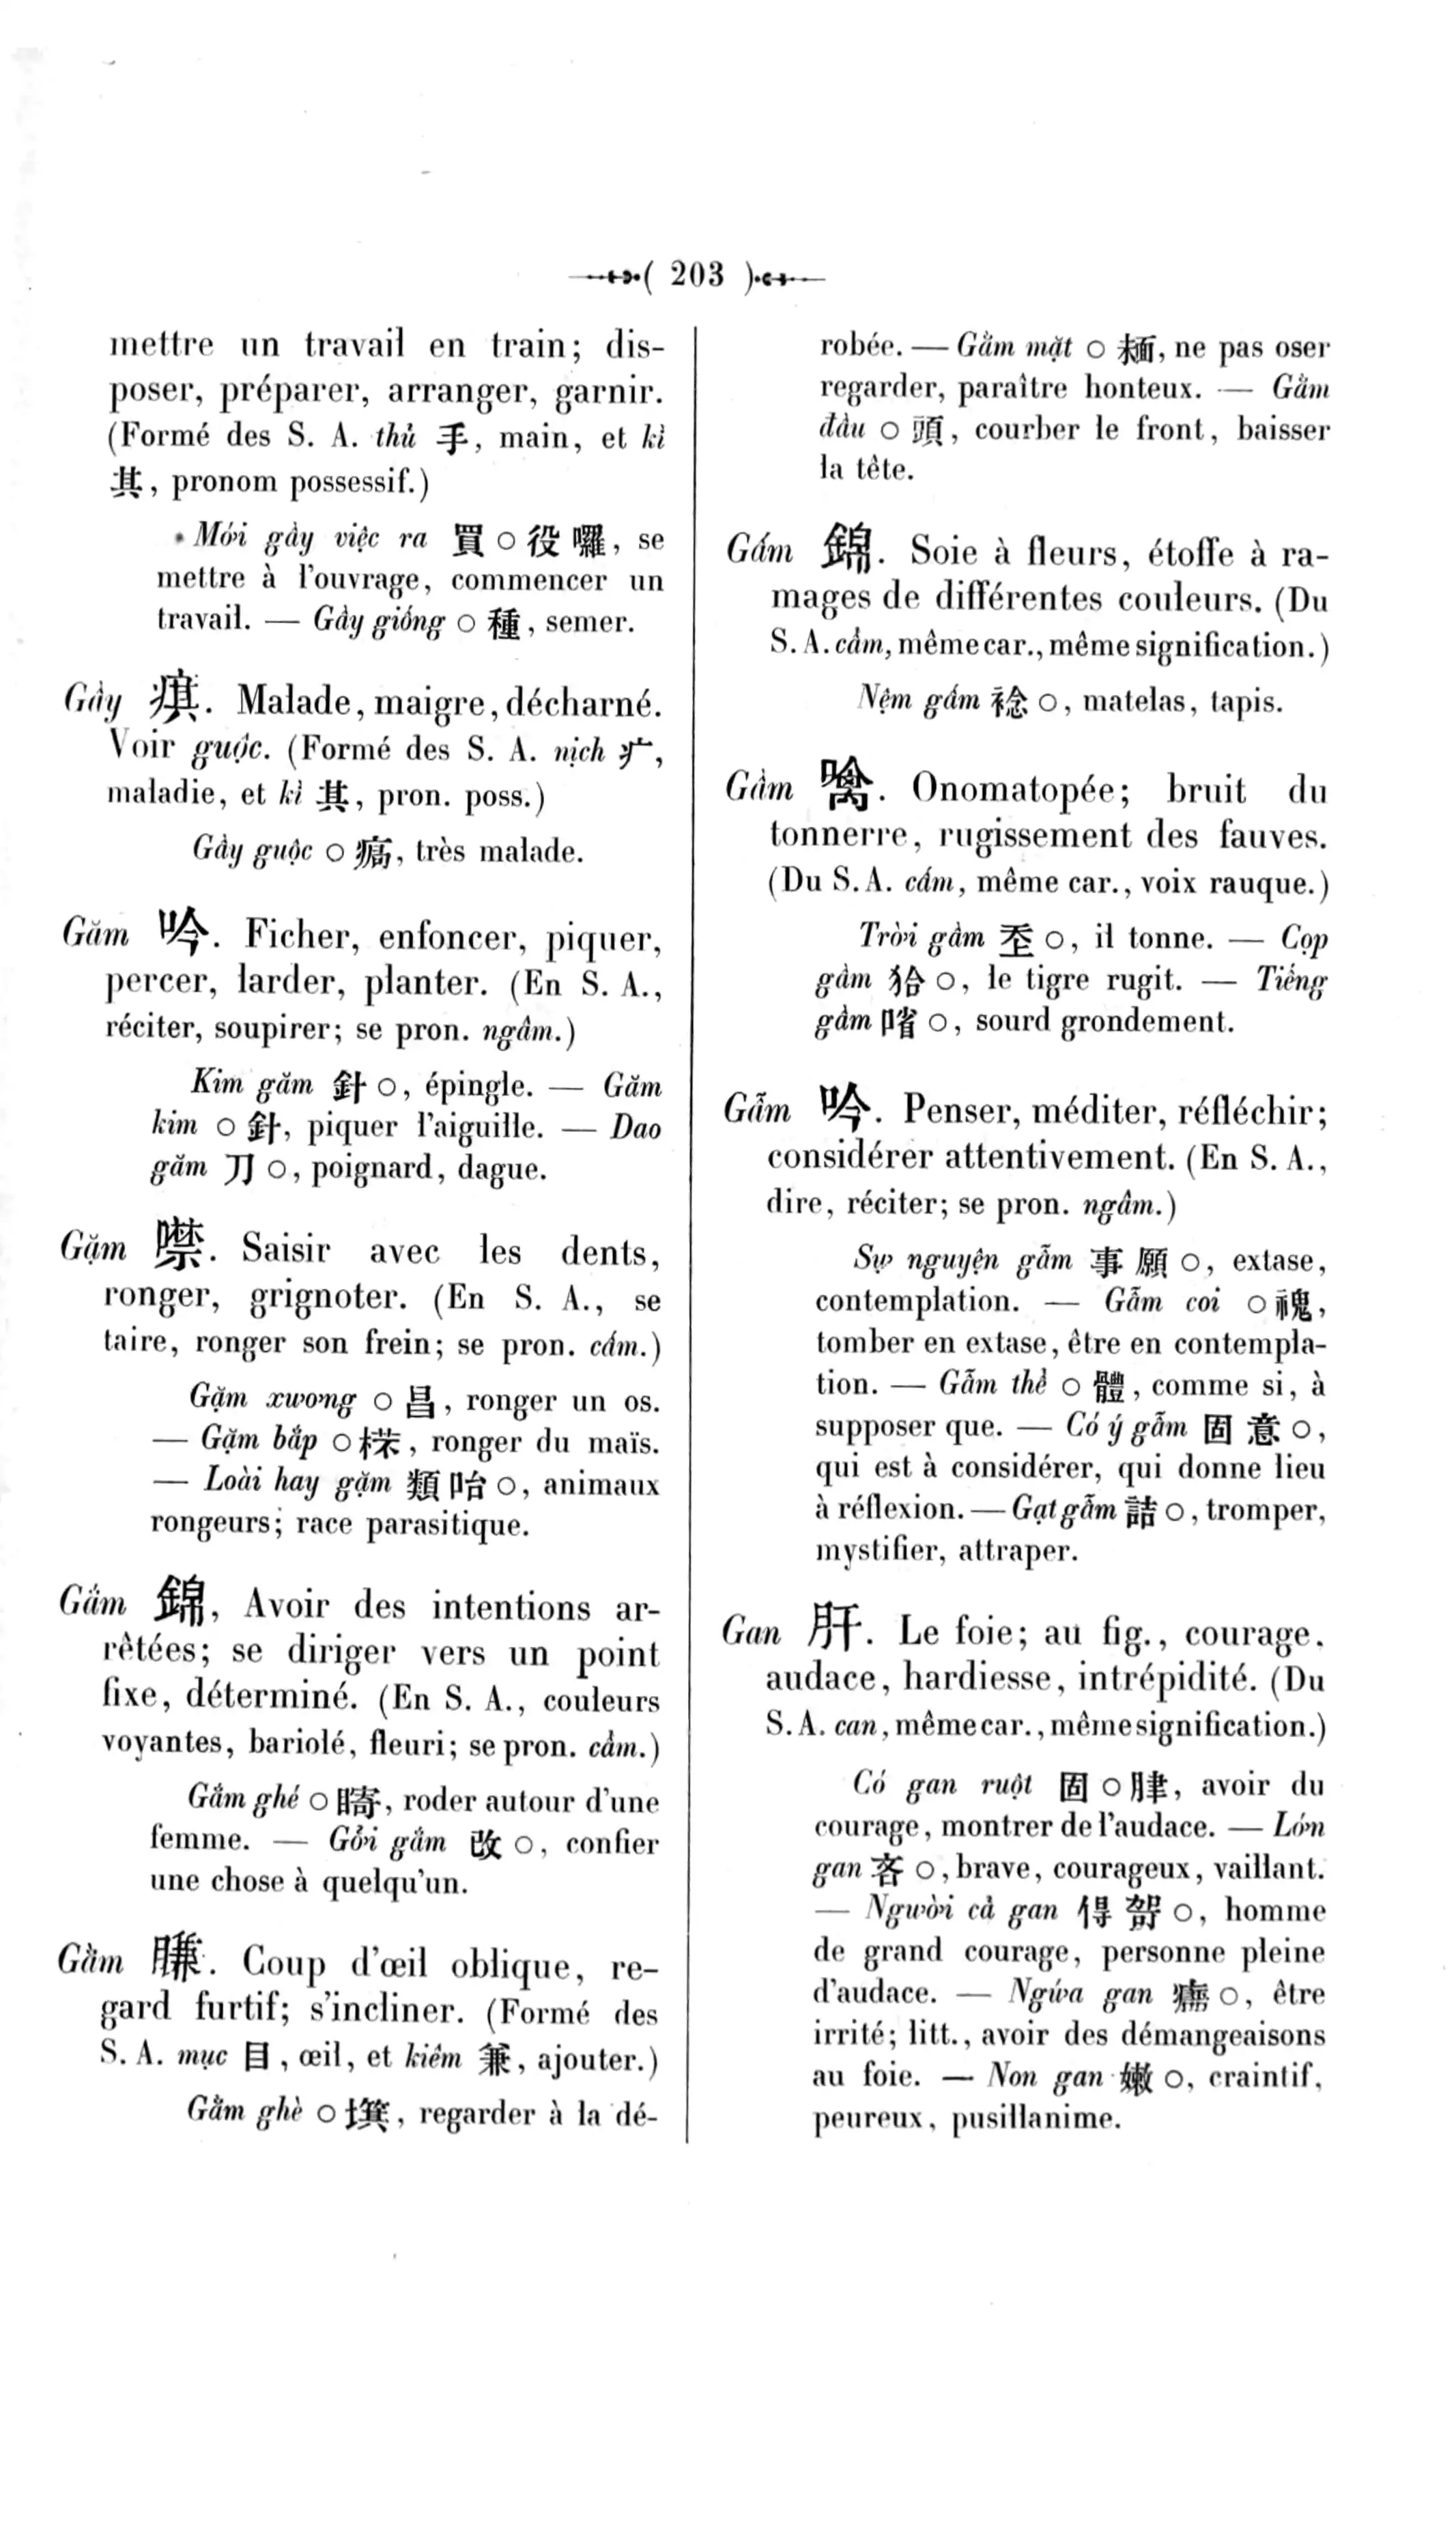 ( 203 )
mettre un travail en train; dis-
poser, préparer, arranger, garnir.
(Formé des S. A. thủ 手, main, et kì
其, pronom possessif.)
Mới gầy việc ra 買 ○ 役 囉, se
mettre à l'ouvrage, commencer un
travail. — Gầy giống ○ 種, semer.
Gầy 㾰. Malade, maigre, décharné.
Voir guộc. (Formé des S. A. nịch 疒,
maladie, et kì 其, pron. poss.)
Gầy guộc ○, très malade.
Găm 吟. Ficher, enfoncer, piquer,
percer, larder, planter. (En S. A.,
réciter, soupirer; se pron. ngâm.)
Kim găm 針 ○, épingle. — Găm
kim ○ 針, piquer l'aiguille. — Dao
găm 刀 ○, poignard, dague.
Gặm 噤. Saisir avec les dents,
ronger, grignoter. (En S. A., se
taire, ronger son frein; se pron. cấm.)
Gặm xương ○ 昌, ronger un os.
— Gặm bắp ○, ronger du maïs.
— Loài hay gặm 類 咍 ○, animaux
rongeurs; race parasitique.
Gắm 錦, Avoir des intentions ar-
rêtées; se diriger vers un point
fixe, déterminé. (En S. A., couleurs
voyantes, bariolé, fleuri; se pron. cẩm.)
Gắm ghé ○, roder autour d'une
femme. — Gởi gắm 改 ○, confier
une chose à quelqu'un.
Gằm. Coup d'œil oblique, re-
gard furtif; s'incliner. (Formé des
S. A. mục 目, œil, et kiêm 兼, ajouter.)
Gằm ghè ○, regarder à la dé-
robée. — Gằm mặt ○ 𩈘, ne pas oser
regarder, paraître honteux. — Gằm
đầu ○ 頭, courber le front, baisser
la tête.
Gấm 錦. Soie à fleurs, étoffe à ra-
mages de différentes couleurs. (Du
S. A. cẩm, même car., même signification.)
Nệm gấm 裣 ○, matelas, tapis.
Gầm 噙. Onomatopée; bruit du
tonnerre, rugissement des fauves.
(Du S. A. cấm, même car., voix rauque.)
Trời gầm 𡗶 ○, il tonne. — Cọp
gầm 狧 ○, le tigre rugit. — Tiếng
gầm 㗂 ○, sourd grondement.
Gẫm 吟. Penser, méditer, réfléchir;
considérer attentivement. (En S. A.,
dire, réciter; se pron. ngâm.)
Sự nguyện gẫm 事 願 ○, extase,
contemplation. — Gẫm coi ○, 
tomber en extase, être en contempla-
tion. — Gẫm thể ○ 體, comme si, à
supposer que. — Có ý gẫm 固 意 ○,
qui est à considérer, qui donne lieu
à réflexion. — Gạt gẫm 詰 ○, tromper,
mystifier, attraper.
Gan 肝. Le foie; au fig., courage,
audace, hardiesse, intrépidité. (Du
S. A. can, même car., même signification.)
Có gan ruột 固 ○ 𦛌, avoir du
courage, montrer de l'audace. — Lớn
gan 吝 ○, brave, courageux, vaillant.
— Người cả gan 㝵 ○, homme
de grand courage, personne pleine
d'audace. — Ngứa gan ○, être
irrité; litt., avoir des démangeaisons
au foie. — Non gan 嫩 ○, craintif,
peureux, pusillanime.